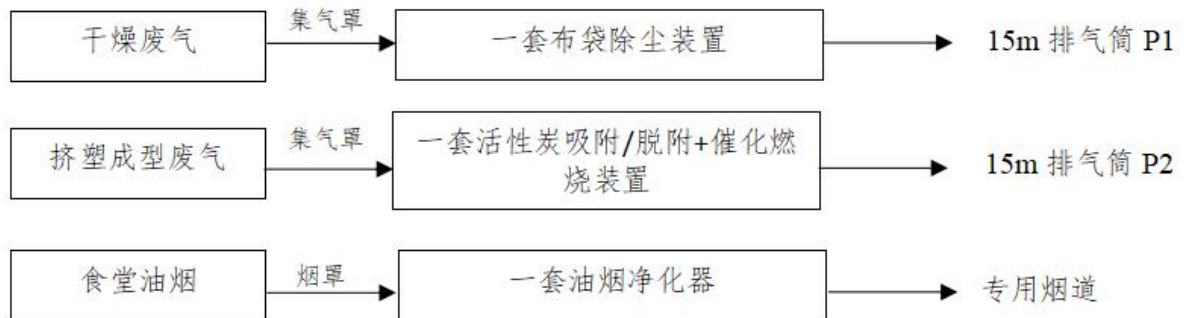 干燥废气
集气罩
一套布袋除尘装置
15m 排气筒 P1
挤塑成型废气
集气罩
一套活性炭吸附/脱附+催化燃
烧装置
15m 排气筒 P2
食堂油烟
烟罩
一套油烟净化器
专用烟道